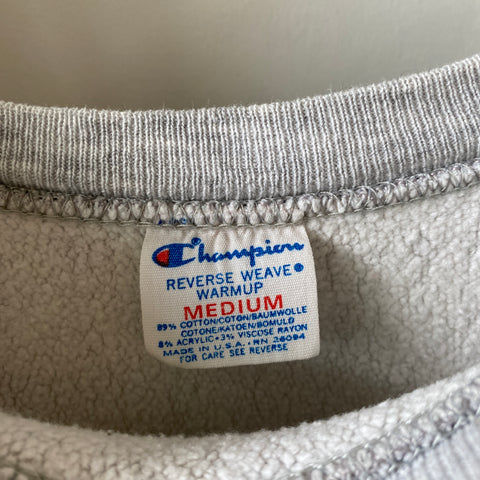 Champion
REVERSE WEAVE®
WARMUP
MEDIUM
89% COTTON/COTON/BAUMWOLLE
COTONE/KATOEN/BOMULD
8% ACRYLIC • 3% VISCOSE RAYON
MADE IN U.S.A. • RN 26094
FOR CARE SEE REVERSE